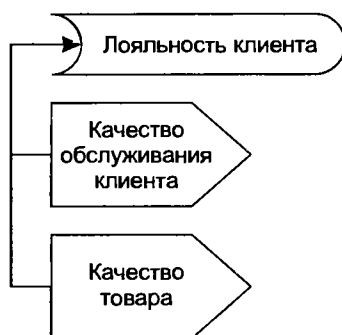 Лояльность клиента
Качество
обслуживания
клиента
Качество
товара